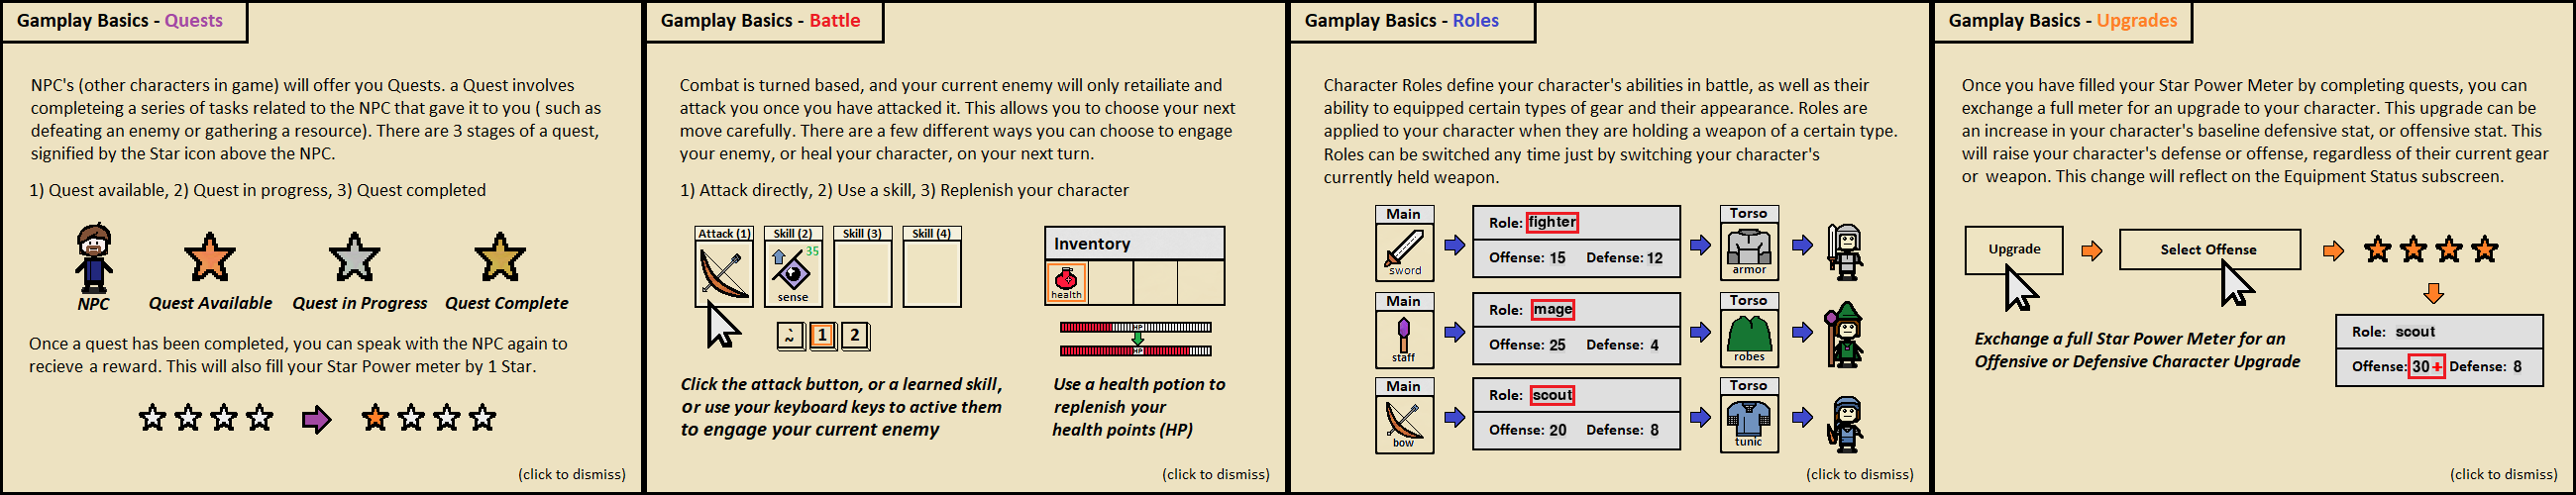 Gamplay Basics - Quests
NPC's (other characters in game) will offer you Quests. a Quest involves
completeing a series of tasks related to the NPC that gave it to you ( such as
defeating an enemy or gathering a resource). There are 3 stages of a quest,
signified by the Star icon above the NPC.
1) Quest available, 2) Quest in progress, 3) Quest completed
NPC
Quest Available
Quest in Progress
Quest Complete
Once a quest has been completed, you can speak with the NPC again to
recieve a reward. This will also fill your Star Power meter by 1 Star.
(click to dismiss)
Gamplay Basics - Battle
Combat is turned based, and your current enemy will only retailiate and
attack you once you have attacked it. This allows you to choose your next
move carefully. There are a few different ways you can choose to engage
your enemy, or heal your character, on your next turn.
1) Attack directly, 2) Use a skill, 3) Replenish your character
Attack (1)
Skill (2)
Skill (3)
Skill (4)
35
sense
~ `
1
2
Inventory
health
HP
HP
Click the attack button, or a learned skill,
or use your keyboard keys to active them
to engage your current enemy
Use a health potion to
replenish your
health points (HP)
(click to dismiss)
Gamplay Basics - Roles
Character Roles define your character's abilities in battle, as well as their
ability to equipped certain types of gear and their appearance. Roles are
applied to your character when they are holding a weapon of a certain type.
Roles can be switched any time just by switching your character's
currently held weapon.
Main
sword
Role: fighter
Offense: 15 Defense: 12
Torso
armor
Main
staff
Role: mage
Offense: 25 Defense: 4
Torso
robes
Main
bow
Role: scout
Offense: 20 Defense: 8
Torso
tunic
(click to dismiss)
Gamplay Basics - Upgrades
Once you have filled your Star Power Meter by completing quests, you can
exchange a full meter for an upgrade to your character. This upgrade can be
an increase in your character's baseline defensive stat, or offensive stat. This
will raise your character's defense or offense, regardless of their current gear
or weapon. This change will reflect on the Equipment Status subscreen.
Upgrade
Select Offense
Exchange a full Star Power Meter for an
Offensive or Defensive Character Upgrade
Role: scout
Offense: 30+ Defense: 8
(click to dismiss)